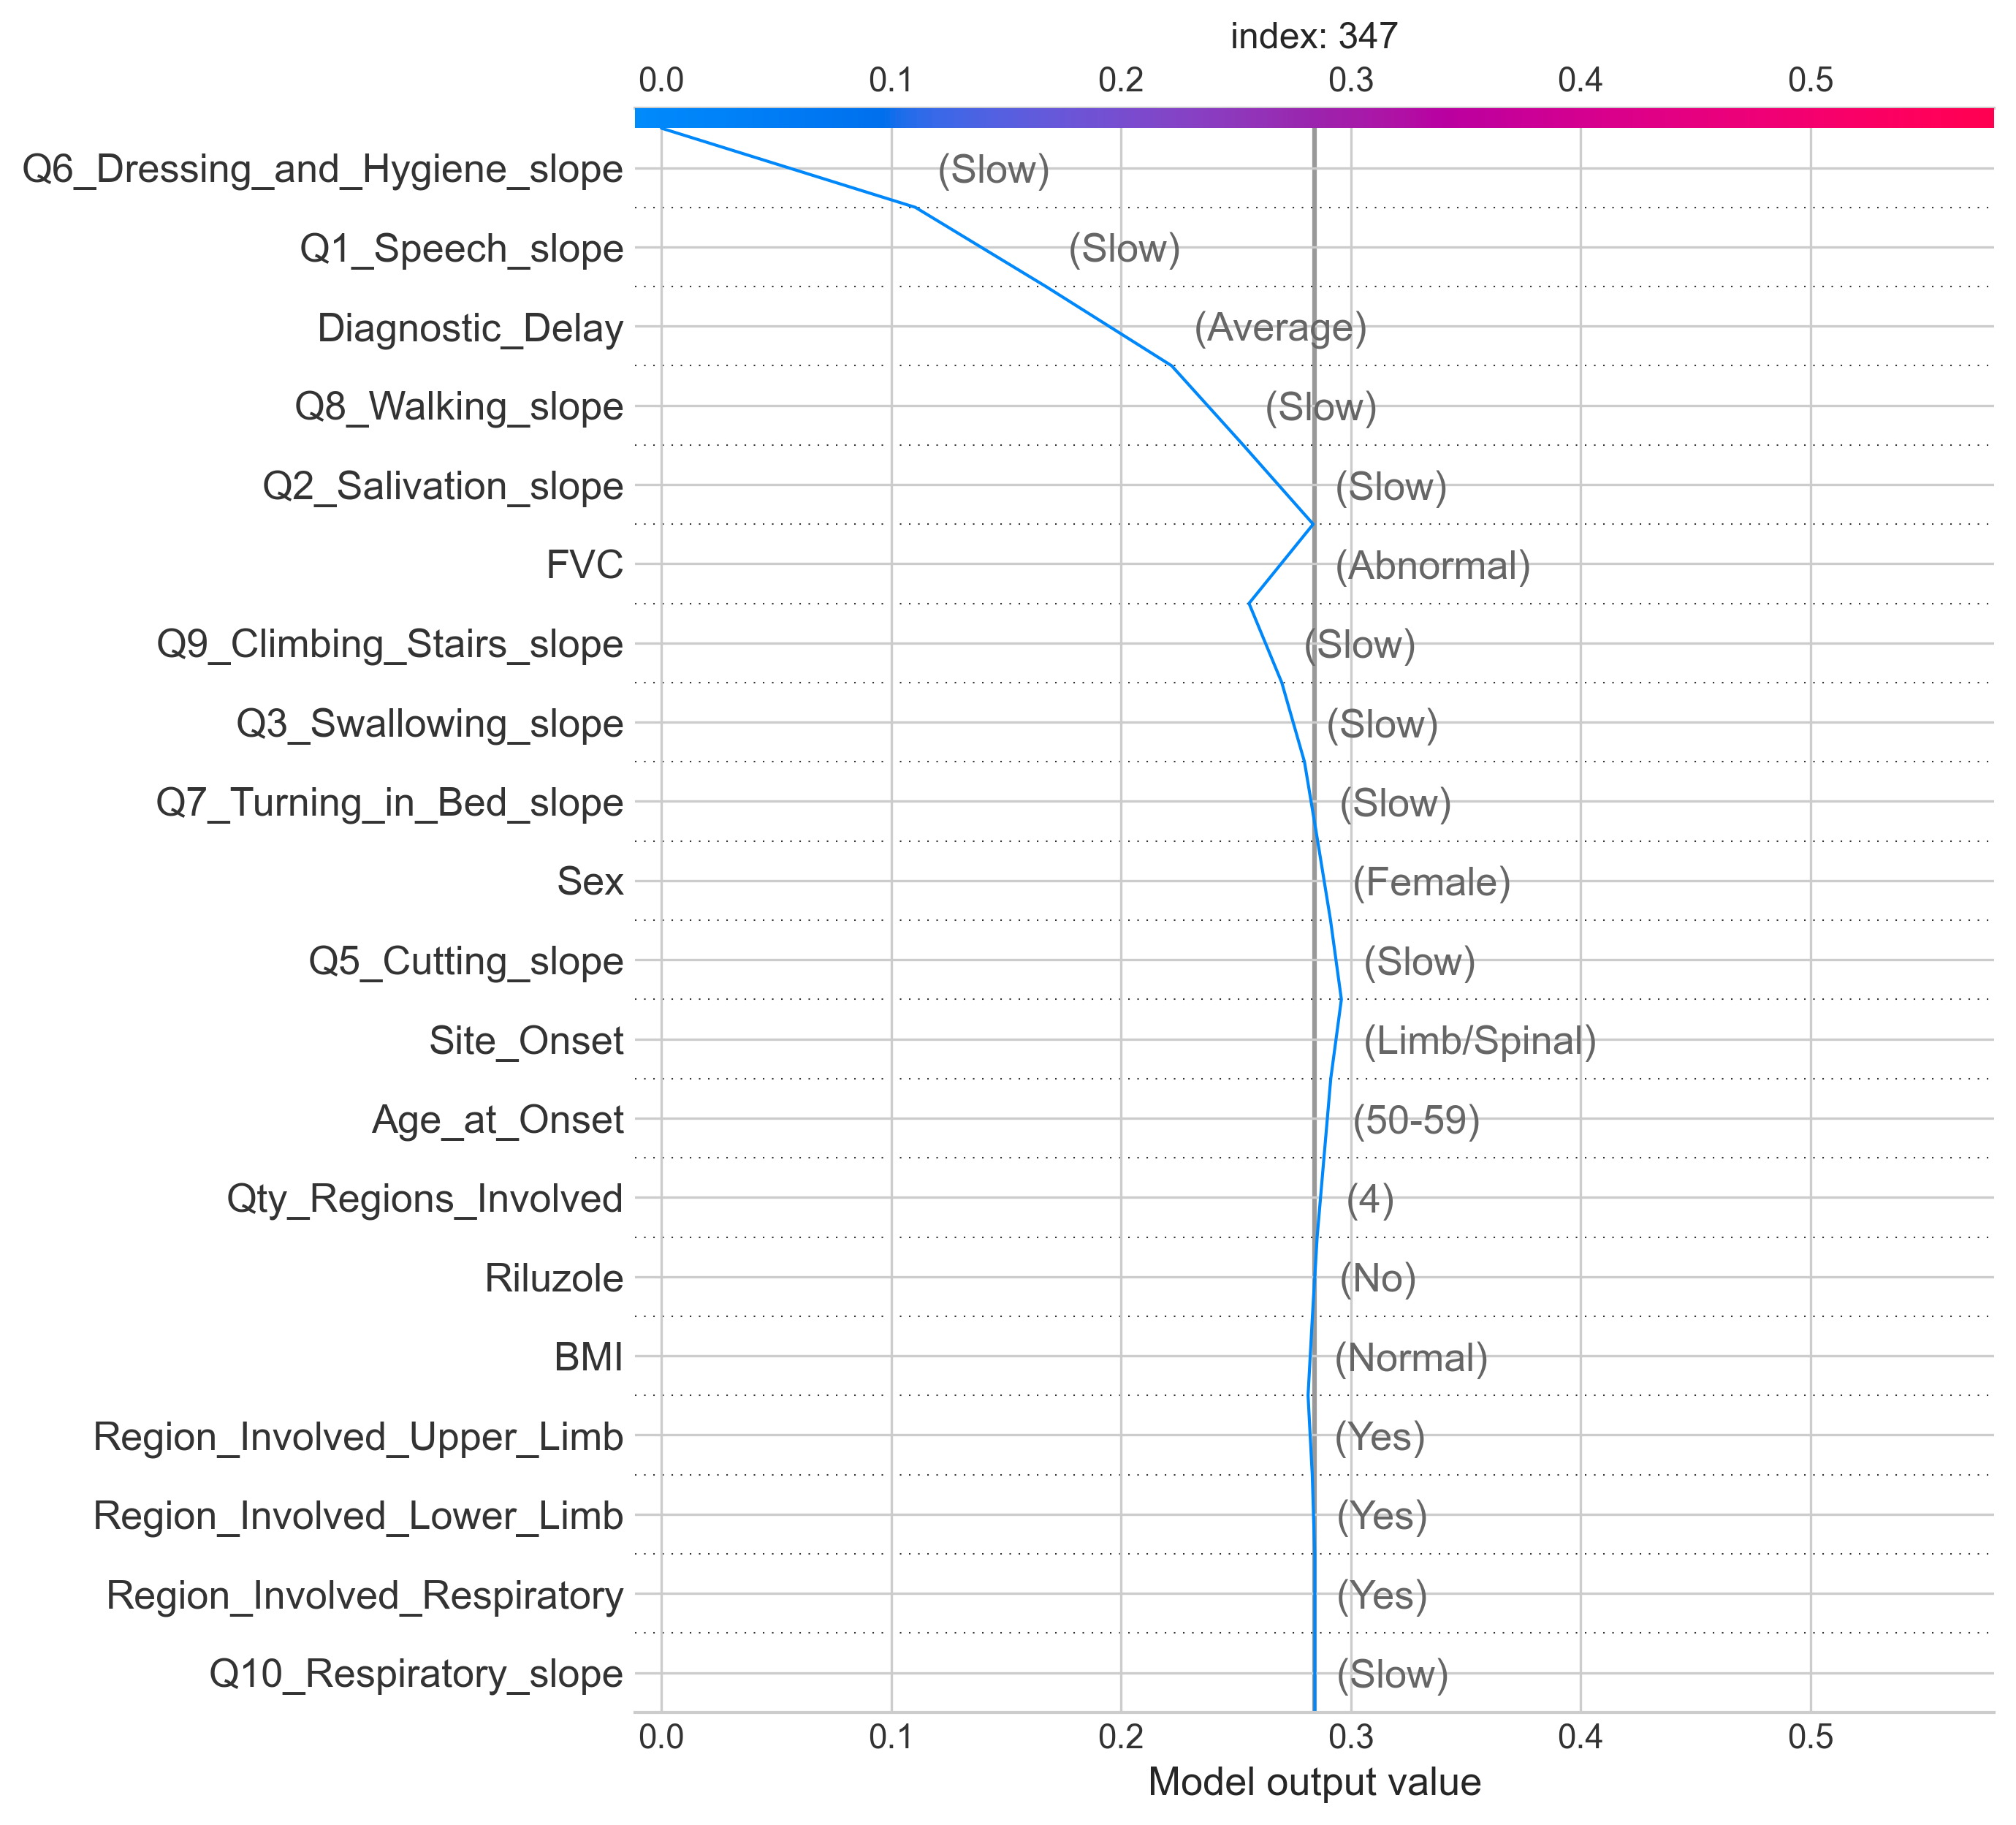 index: 347
0.0 0.1 0.2 0.3 0.4 0.5
Q6_Dressing_and_Hygiene_slope (Slow)
Q1_Speech_slope (Slow)
Diagnostic_Delay (Average)
Q8_Walking_slope (Slow)
Q2_Salivation_slope (Slow)
FVC (Abnormal)
Q9_Climbing_Stairs_slope (Slow)
Q3_Swallowing_slope (Slow)
Q7_Turning_in_Bed_slope (Slow)
Sex (Female)
Q5_Cutting_slope (Slow)
Site_Onset (Limb/Spinal)
Age_at_Onset (50-59)
Qty_Regions_Involved (4)
Riluzole (No)
BMI (Normal)
Region_Involved_Upper_Limb (Yes)
Region_Involved_Lower_Limb (Yes)
Region_Involved_Respiratory (Yes)
Q10_Respiratory_slope (Slow)
0.0 0.1 0.2 0.3 0.4 0.5
Model output value